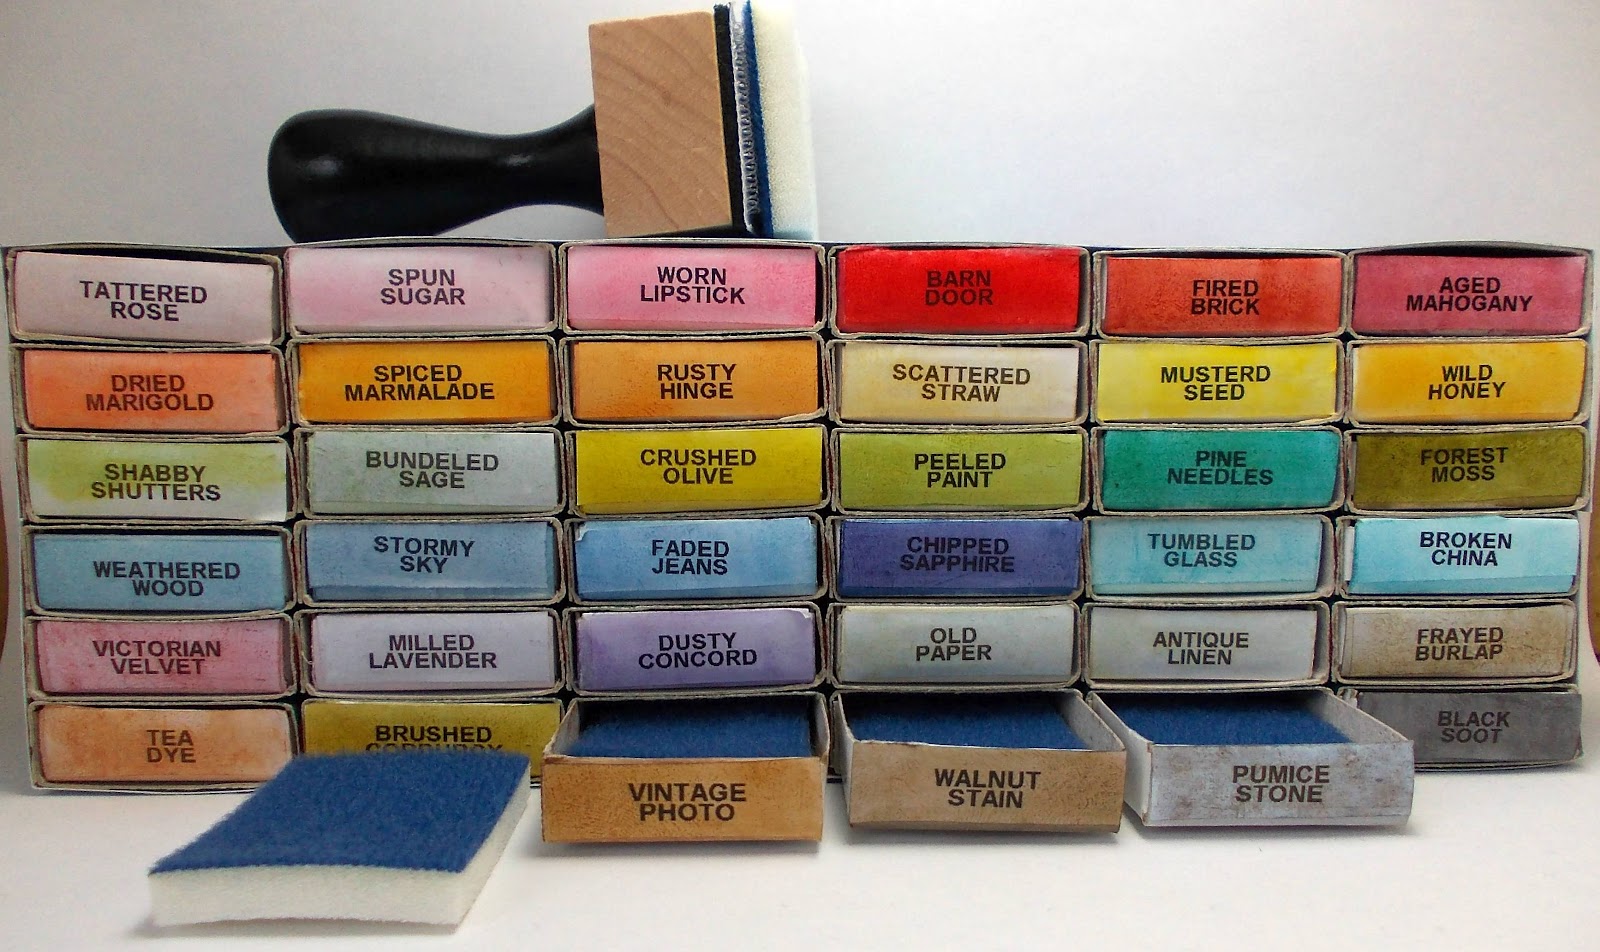 TATTERED
ROSE
SPUN
SUGAR
WORN
LIPSTICK
BARN
DOOR
FIRED
BRICK
AGED
MAHOGANY
DRIED
MARIGOLD
SPICED
MARMALADE
RUSTY
HINGE
SCATTERED
STRAW
MUSTERD
SEED
WILD
HONEY
SHABBY
SHUTTERS
BUNDELED
SAGE
CRUSHED
OLIVE
PEELED
PAINT
PINE
NEEDLES
FOREST
MOSS
WEATHERED
WOOD
STORMY
SKY
FADED
JEANS
CHIPPED
SAPPHIRE
TUMBLED
GLASS
BROKEN
CHINA
VICTORIAN
VELVET
MILLED
LAVENDER
DUSTY
CONCORD
OLD
PAPER
ANTIQUE
LINEN
FRAYED
BURLAP
TEA
DYE
BRUSHED
CORDUROY
VINTAGE
PHOTO
WALNUT
STAIN
PUMICE
STONE
BLACK
SOOT